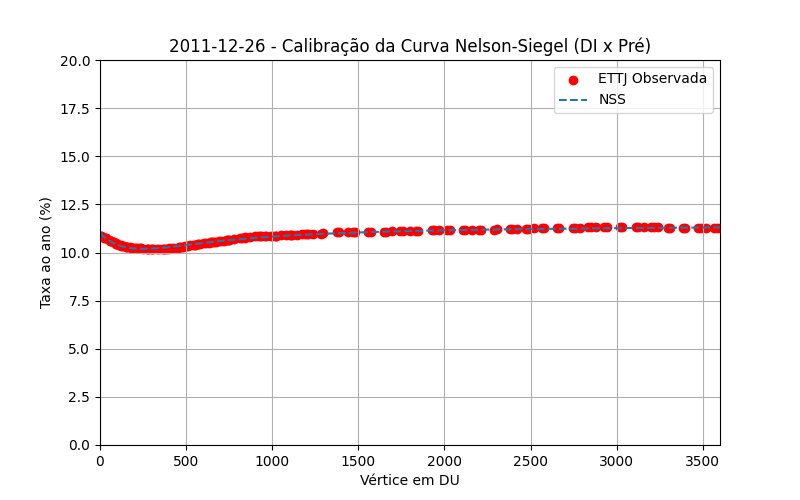 2011-12-26 - Calibração da Curva Nelson-Siegel (DI x Pré)
ETTJ Observada
NSS
Taxa ao ano (%)
20.0
17.5
15.0
12.5
10.0
7.5
5.0
2.5
0.0
0 500 1000 1500 2000 2500 3000 3500
Vértice em DU